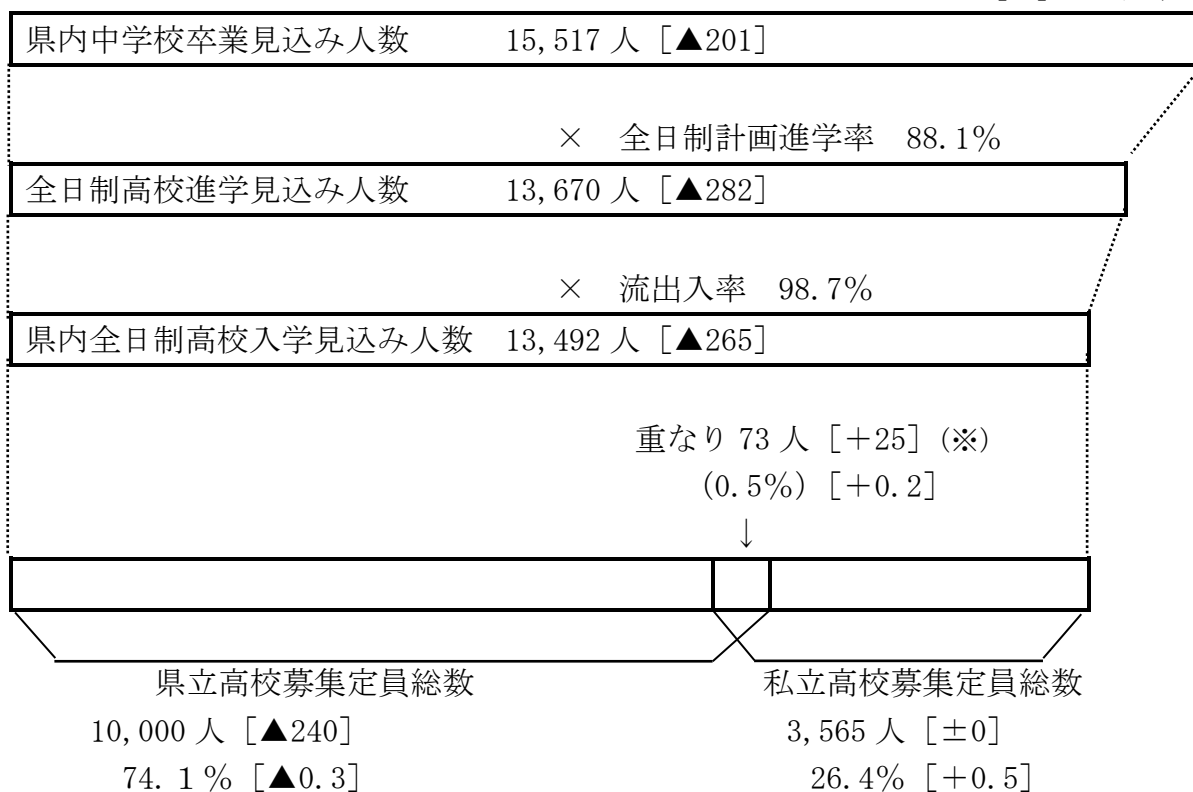 県内中学校卒業見込み人数　　15,517 人［▲201］
×　全日制計画進学率　88.1％
全日制高校進学見込み人数　　13,670 人［▲282］
×　流出入率　98.7％
県内全日制高校入学見込み人数　13,492 人［▲265］
重なり 73 人［＋25］(※)
(0.5％)［＋0.2］
↓
県立高校募集定員総数　　私立高校募集定員総数
10,000 人［▲240］　　3,565 人［±0］
74.１％［▲0.3］　　26.4％［＋0.5］